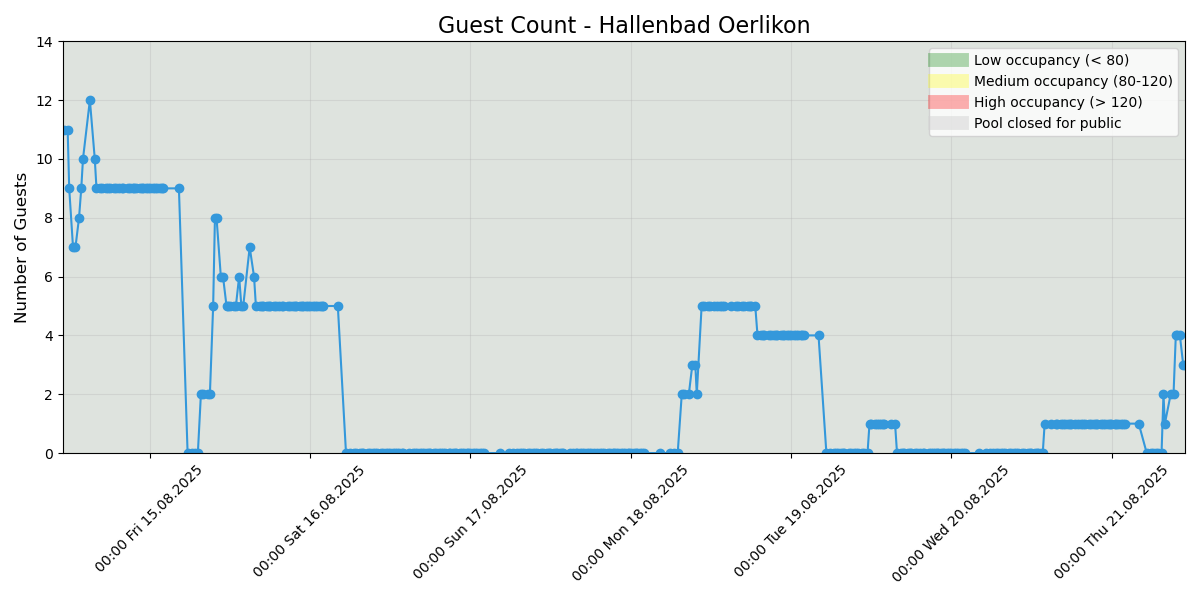 Guest Count - Hallenbad Oerlikon
Low occupancy (< 80)
Medium occupancy (80-120)
High occupancy (> 120)
Pool closed for public
Number of Guests
14
12
10
8
6
4
2
0
00:00 Fri 15.08.2025
00:00 Sat 16.08.2025
00:00 Sun 17.08.2025
00:00 Mon 18.08.2025
00:00 Tue 19.08.2025
00:00 Wed 20.08.2025
00:00 Thu 21.08.2025